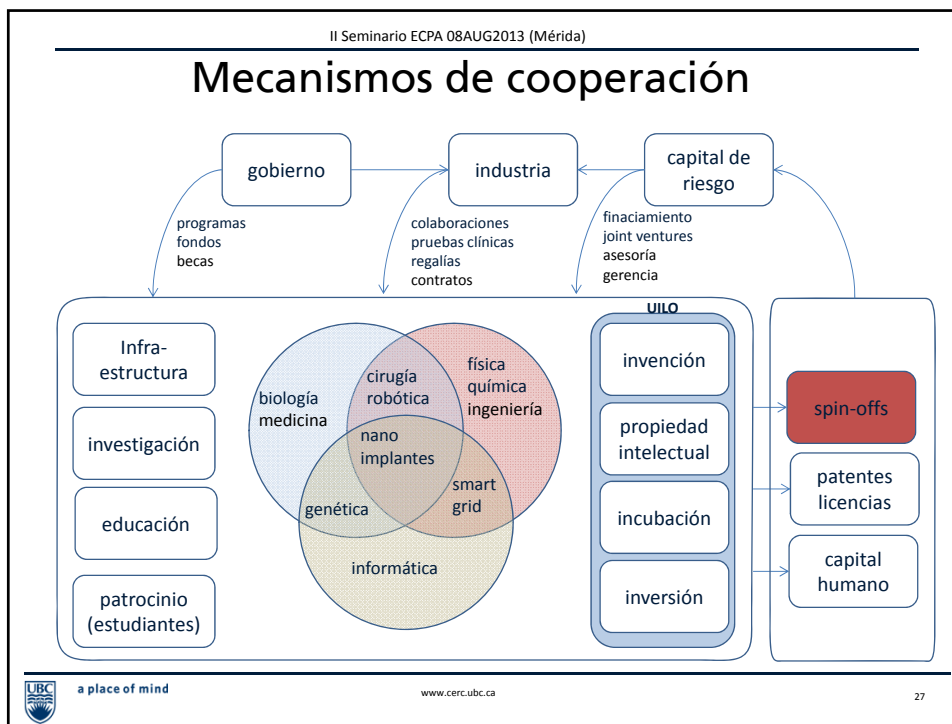 II Seminario ECPA 08AUG2013 (Mérida)
Mecanismos de cooperación
gobierno
industria
capital de
riesgo
programas
fondos
becas
colaboraciones
pruebas clínicas
regalías
contratos
finaciamiento
joint ventures
asesoría
gerencia
Infra-
estructura
investigación
educación
patrocinio
(estudiantes)
biología
medicina
cirugía
robótica
física
química
ingeniería
nano
implantes
genética
smart
grid
informática
UILO
invención
propiedad
intelectual
incubación
inversión
spin-offs
patentes
licencias
capital
humano
UBC
a place of mind
www.cerc.ubc.ca
27